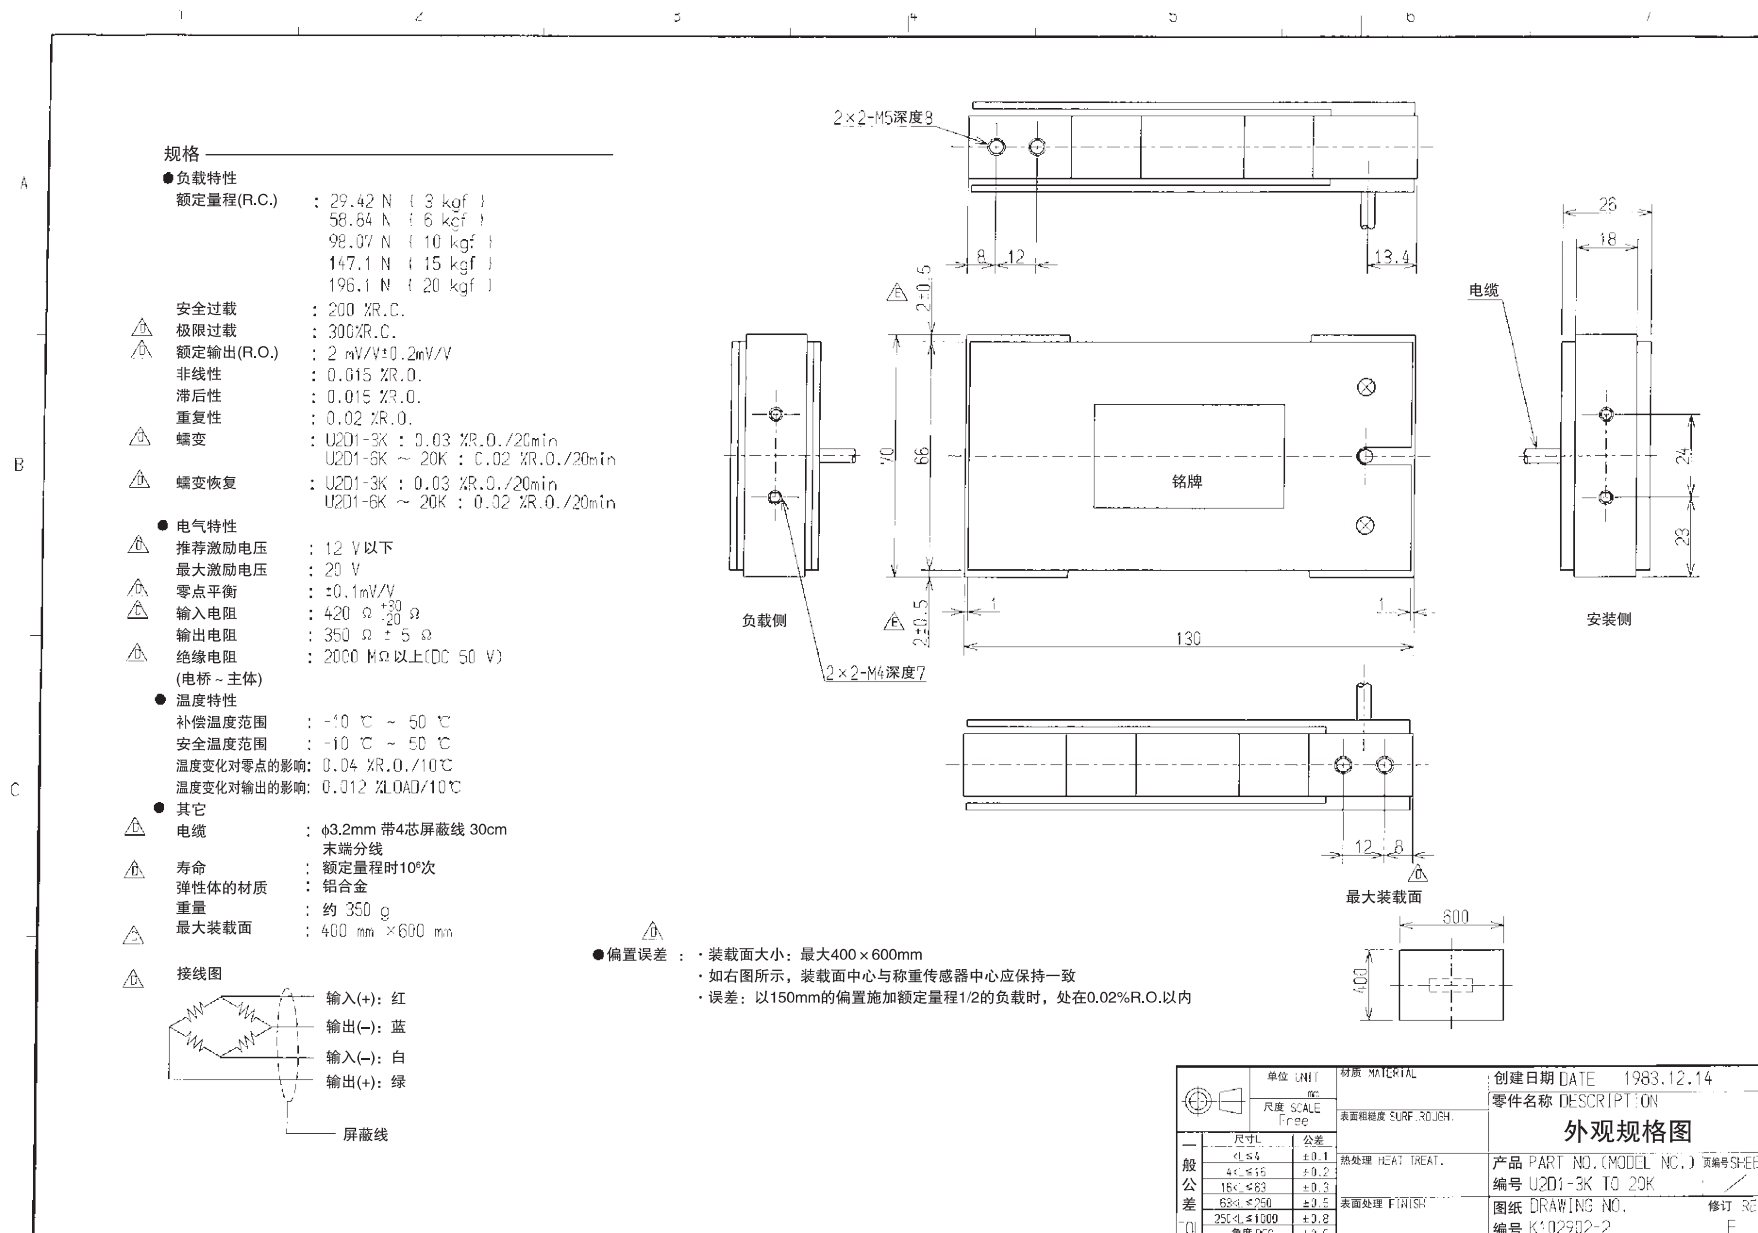 1 2 3 4 5 6 7
A
B
C
规格
●负载特性
额定量程(R.C.) : 29.42 N { 3 kgf }
58.84 N { 6 kgf }
98.07 N { 10 kgf }
147.1 N { 15 kgf }
196.1 N { 20 kgf }
安全过载 : 200 %R.C.
D 极限过载 : 300%R.C.
D 额定输出(R.O.) : 2 mV/V±0.2mV/V
非线性 : 0.015 %R.O.
滞后性 : 0.015 %R.O.
重复性 : 0.02 %R.O.
D 蠕变 : U2D1-3K : 0.03 %R.O./20min
U2D1-6K ~ 20K : 0.02 %R.O./20min
D 蠕变恢复 : U2D1-3K : 0.03 %R.O./20min
U2D1-6K ~ 20K : 0.02 %R.O./20min
● 电气特性
D 推荐激励电压 : 12 V以下
最大激励电压 : 20 V
D 零点平衡 : ±0.1mV/V
输入电阻 : 420 Ω +30 -20 Ω
输出电阻 : 350 Ω ± 5 Ω
D 绝缘电阻 : 2000 MΩ以上(DC 50 V)
(电桥~主体)
● 温度特性
补偿温度范围 : -10 ℃ ~ 50 ℃
安全温度范围 : -10 ℃ ~ 50 ℃
温度变化对零点的影响: 0.04 %R.O./10℃
温度变化对输出的影响: 0.012 %LOAD/10℃
● 其它
D 电缆 : φ3.2mm 带4芯屏蔽线 30cm
末端分线
D 寿命 : 额定量程时10⁶次
弹性体的材质 : 铝合金
重量 : 约 350 g
最大装载面 : 400 mm ×600 mm
接线图
输入(+): 红
输出(–): 蓝
输入(–): 白
输出(+): 绿
屏蔽线
D
●偏置误差 : ·装载面大小: 最大400×600mm
·如右图所示，装载面中心与称重传感器中心应保持一致
·误差: 以150mm的偏置施加额定量程1/2的负载时，处在0.02%R.O.以内
2×2-M5深度8
8 12 13.4
E 2±0.5
70 66
铭牌
E 2±0.5
1 1
130
负载侧
2×2-M4深度7
26
18
电缆
24
23
安装侧
12 8
D
最大装载面
600
400
单位 UNIT
mm
尺度 SCALE
Free
一般公差
尺寸L 公差
<L≤4 ±0.1
4<L≤16 ±0.2
16<L≤63 ±0.3
63<L≤250 ±0.5
250<L≤1000 ±0.8
材质 MATERIAL
表面粗糙度 SURF.ROUGH.
热处理 HEAT TREAT.
表面处理 FINISH
创建日期 DATE 1983.12.14
零件名称 DESCRIPTION
外观规格图
产品 PART NO.(MODEL NO.) 页编号SHEE
编号 U2D1-3K TO 20K
图纸 DRAWING NO. 修订 RE
编号 K102902-2